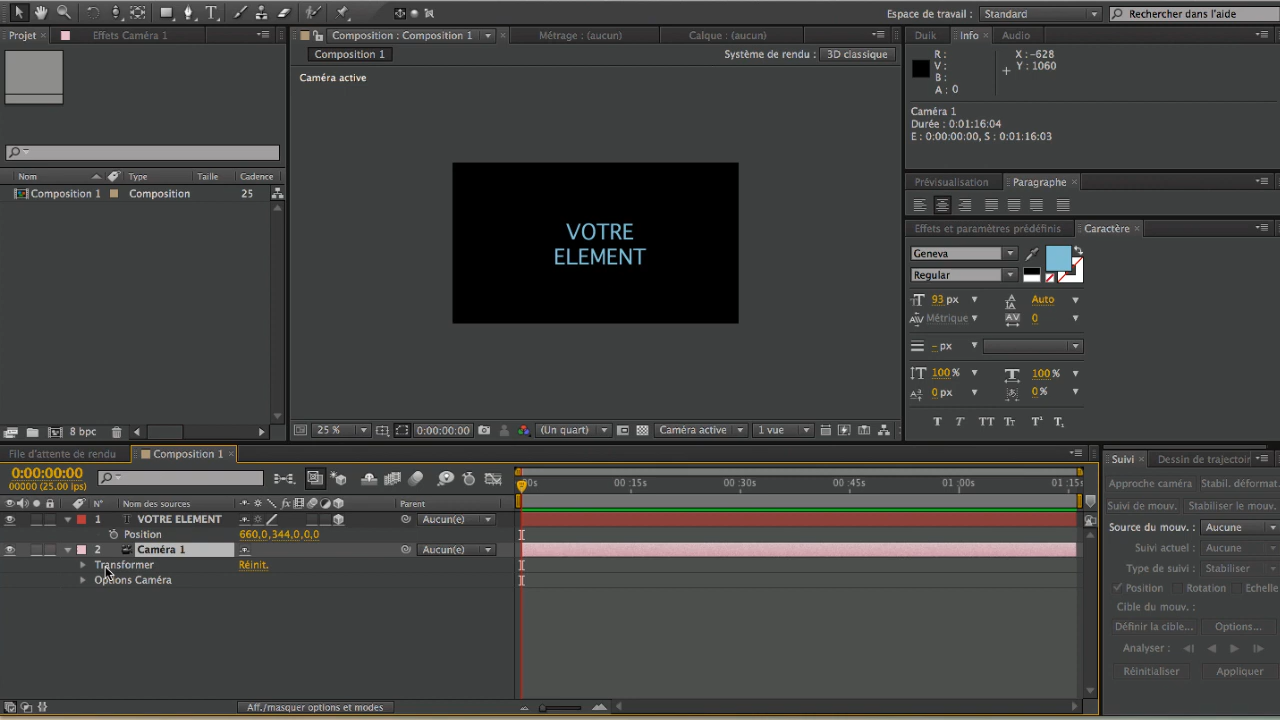 Espace de travail : Standard
Rechercher dans l'aide
Projet
Effets Caméra 1
Composition : Composition 1
Métrage : (aucun)
Calque : (aucun)
Duik
Info
Audio
Composition 1
Système de rendu : 3D classique
Caméra active
R :
V :
B :
A : 0
X : -628
Y : 1060
Caméra 1
Durée : 0:01:16:04
E : 0:00:00:00, S : 0:01:16:03
Nom
Type
Taille
Cadence
Composition 1
Composition
25
VOTRE
ELEMENT
Prévisualisation
Paragraphe
Effets et paramètres prédéfinis
Caractère
Geneva
Regular
93 px
Auto
Métrique
0
- px
100 %
100 %
0 px
0 %
T T TT Tt T¹ T₁
8 bpc
25 %
0:00:00:00
(Un quart)
Caméra active
1 vue
File d'attente de rendu
Composition 1
0:00:00:00
00000 (25.00 ips)
00s
00:15s
00:30s
00:45s
01:00s
01:15s
N°
Nom des sources
fx
Parent
1
T
VOTRE ELEMENT
Aucun(e)
Position
660,0,344,0,0,0
2
Caméra 1
Aucun(e)
Transformer
Réinit.
Options Caméra
Aff./masquer options et modes
Suivi
Dessin de trajectoir
Approche caméra
Stabil. déformat.
Suivi de mouv.
Stabiliser le mouv.
Source du mouv. : Aucune
Suivi actuel : Aucune
Type de suivi : Stabiliser
Position
Rotation
Echelle
Cible du mouv. :
Définir la cible...
Options...
Analyser :
Réinitialiser
Appliquer